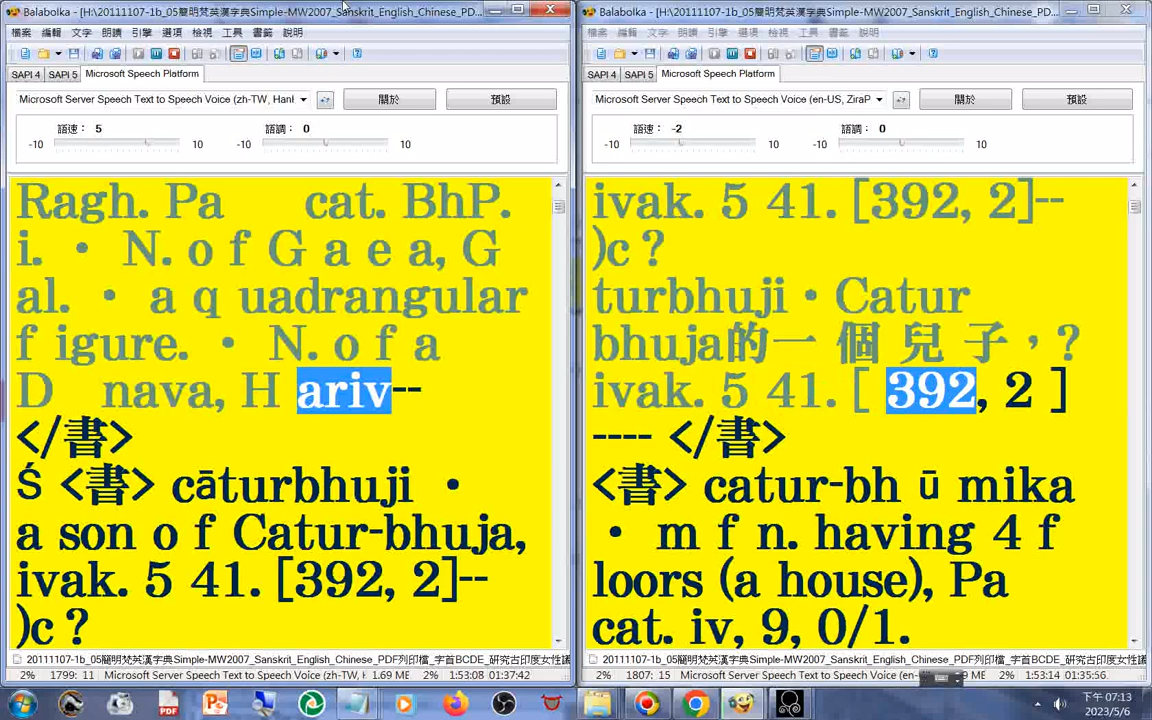 Balabolka - [H:\20111107-1b_05簡明梵英漢字典Simple-MW2007_Sanskrit_English_Chinese_PD...
檔案 編輯 文字 朗讀 引擎 選項 檢視 工具 書籤 說明
SAPI 4 SAPI 5 Microsoft Speech Platform
Microsoft Server Speech Text to Speech Voice (zh-TW, HanI 關於 預設
語速： 5 語調： 0
-10 10 -10 10
Ragh. Pa cat. BhP.
i. • N. o f G a e a, G
al. • a q uadrangular
f igure. • N. o f a
D nava, H ariv--
</書>
Ś <書> cāturbhuji •
a son o f Catur-bhuja,
ivak. 5 41. [392, 2]--
)c ?
20111107-1b_05簡明梵英漢字典Simple-MW2007_Sanskrit_English_Chinese_PDF列印檔_字首BCDE_研究古印度女性議
2% 1799: 11 Microsoft Server Speech Text to Speech Voice (zh-TW, H 1.69 ME 2% 1:53:08 01:37:42
Balabolka - [H:\20111107-1b_05簡明梵英漢字典Simple-MW2007_Sanskrit_English_Chinese_PD...
檔案 編輯 文字 朗讀 引擎 選項 檢視 工具 書籤 說明
SAPI 4 SAPI 5 Microsoft Speech Platform
Microsoft Server Speech Text to Speech Voice (en-US, ZiraP 關於 預設
語速： -2 語調： 0
-10 10 -10 10
ivak. 5 41. [392, 2]--
)c ?
turbhuji • Catur
bhuja的一 個 兒 子，?
ivak. 5 41. [ 392, 2 ]
---- </書>
<書> catur-bh ū mika
• m f n. having 4 f
loors (a house), Pa
cat. iv, 9, 0/1.
20111107-1b_05簡明梵英漢字典Simple-MW2007_Sanskrit_English_Chinese_PDF列印檔_字首BCDE_研究古印度女性議
2% 1807: 15 Microsoft Server Speech Text to Speech Voice (en-US, 9 ME 2% 1:53:14 01:35:56
PDF
下午 07:13
2023/5/6